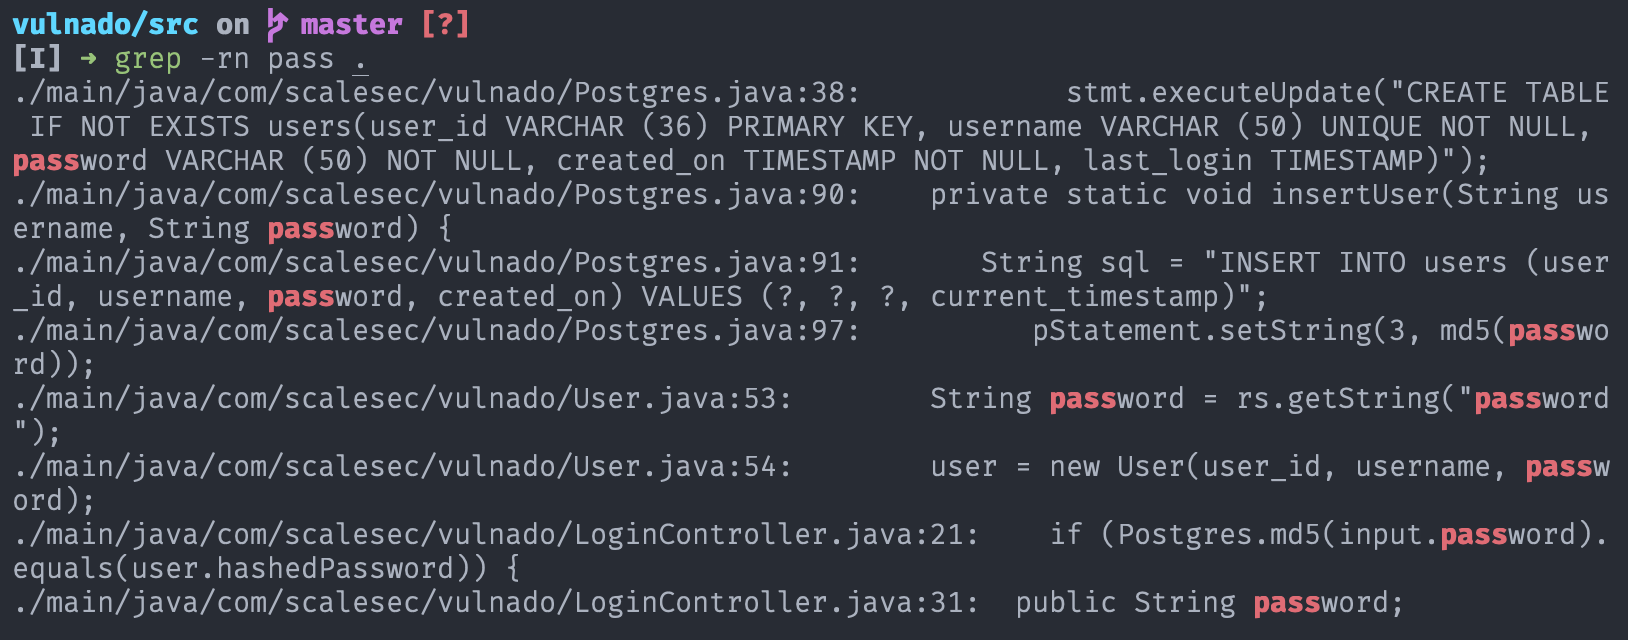 vulnado/src on master [?]
[I] ➜ grep -rn pass .
./main/java/com/scalesec/vulnado/Postgres.java:38:            stmt.executeUpdate("CREATE TABLE
 IF NOT EXISTS users(user_id VARCHAR (36) PRIMARY KEY, username VARCHAR (50) UNIQUE NOT NULL,
password VARCHAR (50) NOT NULL, created_on TIMESTAMP NOT NULL, last_login TIMESTAMP)");
./main/java/com/scalesec/vulnado/Postgres.java:90:    private static void insertUser(String us
ername, String password) {
./main/java/com/scalesec/vulnado/Postgres.java:91:       String sql = "INSERT INTO users (user
_id, username, password, created_on) VALUES (?, ?, ?, current_timestamp)";
./main/java/com/scalesec/vulnado/Postgres.java:97:          pStatement.setString(3, md5(passwo
rd));
./main/java/com/scalesec/vulnado/User.java:53:        String password = rs.getString("password
");
./main/java/com/scalesec/vulnado/User.java:54:        user = new User(user_id, username, passw
ord);
./main/java/com/scalesec/vulnado/LoginController.java:21:    if (Postgres.md5(input.password).
equals(user.hashedPassword)) {
./main/java/com/scalesec/vulnado/LoginController.java:31:  public String password;